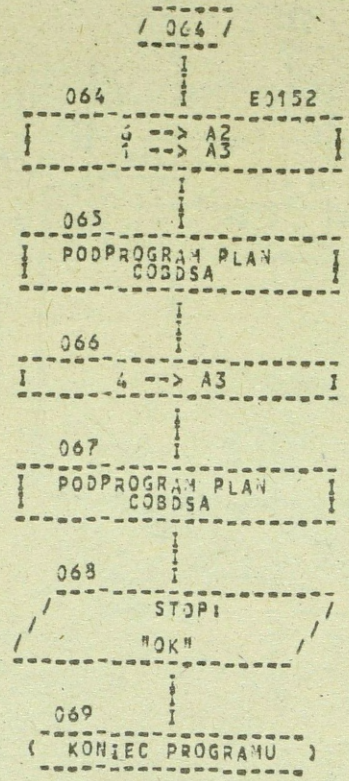 / 064 /
064 E0152
6 --> A2
1 --> A3
065
PODPROGRAM PLAN
COBDSA
066
4 --> A3
067
PODPROGRAM PLAN
COBDSA
068
STOP:
"OK"
069
( KONIEC PROGRAMU )